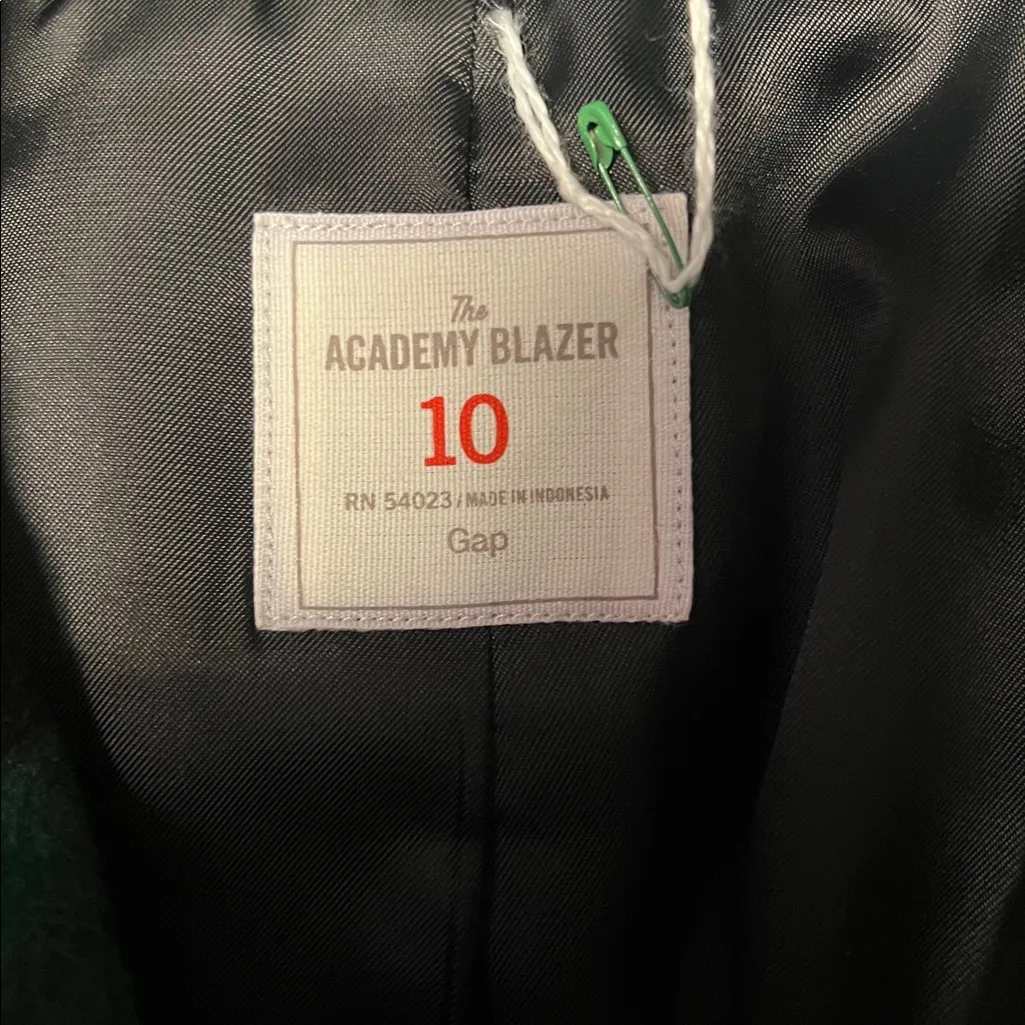 The
ACADEMY BLAZER
10
RN 54023 / MADE IN INDONESIA
Gap